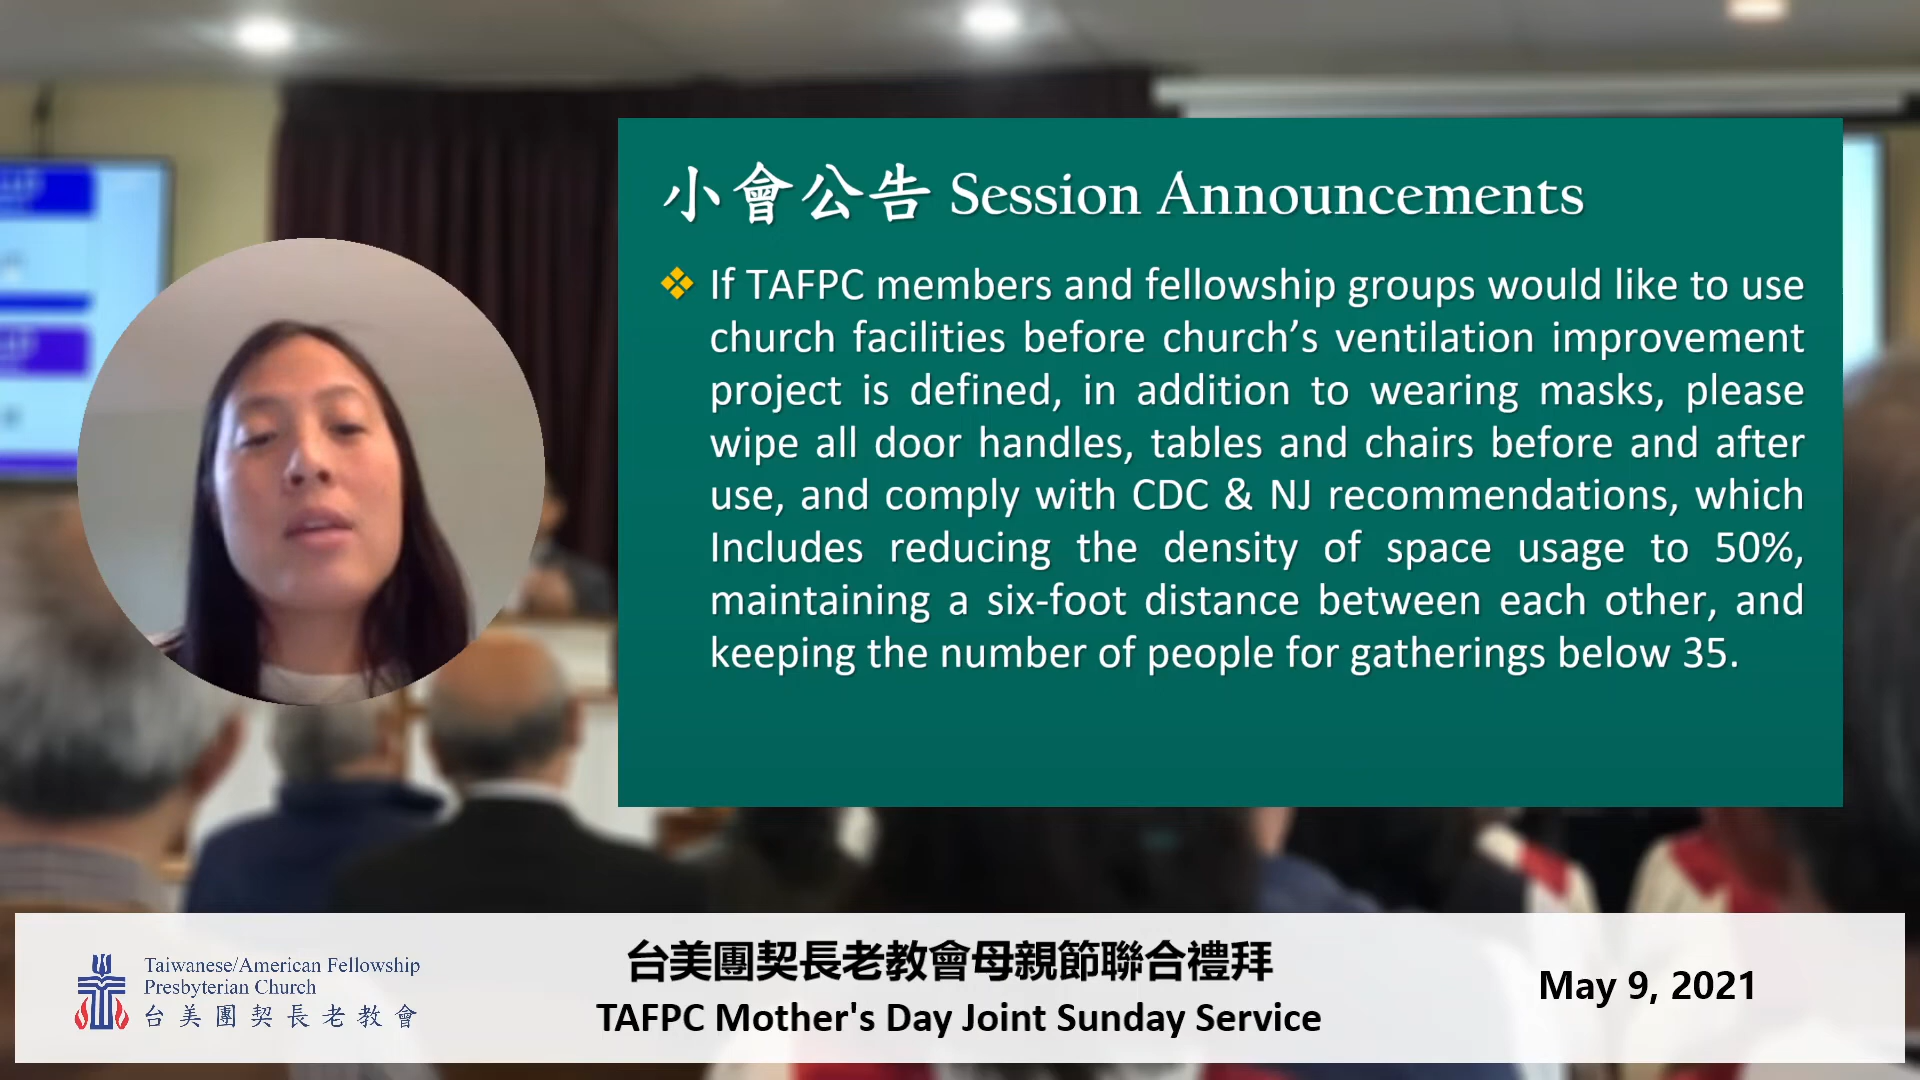 小會公告 Session Announcements
❖ If TAFPC members and fellowship groups would like to use
church facilities before church’s ventilation improvement
project is defined, in addition to wearing masks, please
wipe all door handles, tables and chairs before and after
use, and comply with CDC & NJ recommendations, which
Includes reducing the density of space usage to 50%,
maintaining a six-foot distance between each other, and
keeping the number of people for gatherings below 35.
Taiwanese/American Fellowship
Presbyterian Church
台美團契長老教會
台美團契長老教會母親節聯合禮拜
TAFPC Mother's Day Joint Sunday Service
May 9, 2021